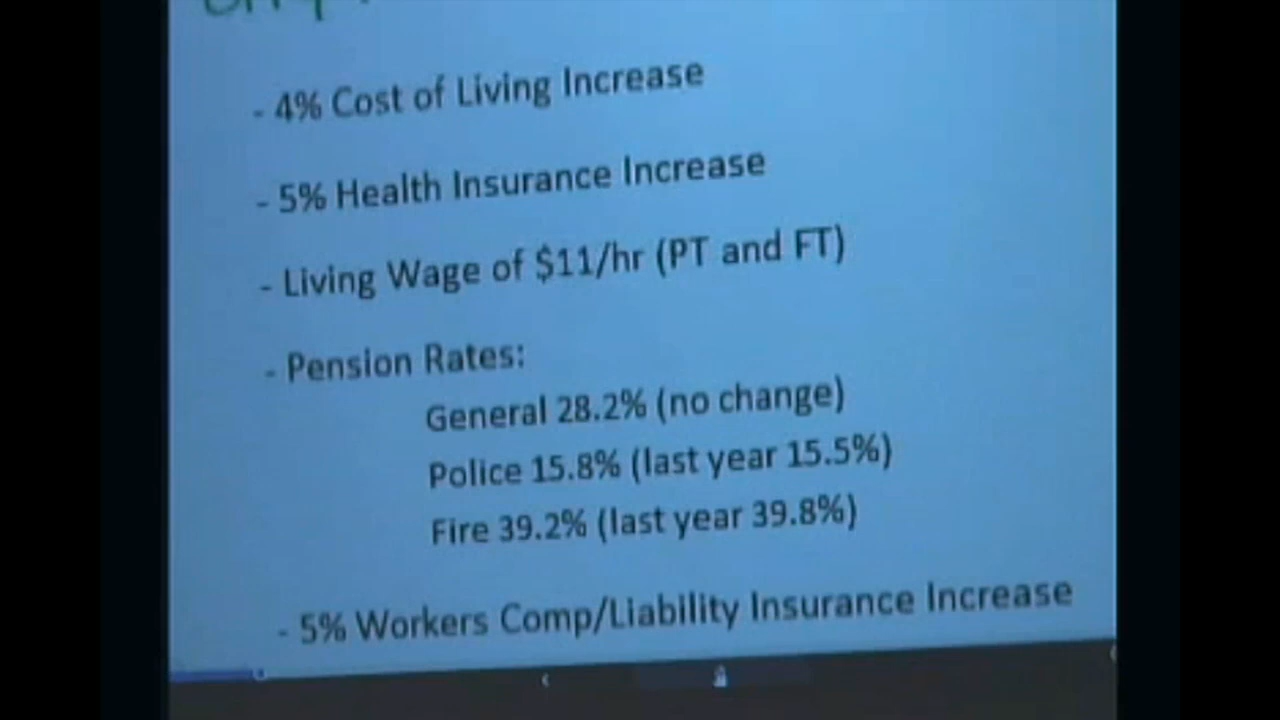 - 4% Cost of Living Increase
- 5% Health Insurance Increase
- Living Wage of $11/hr (PT and FT)
- Pension Rates:
General 28.2% (no change)
Police 15.8% (last year 15.5%)
Fire 39.2% (last year 39.8%)
- 5% Workers Comp/Liability Insurance Increase